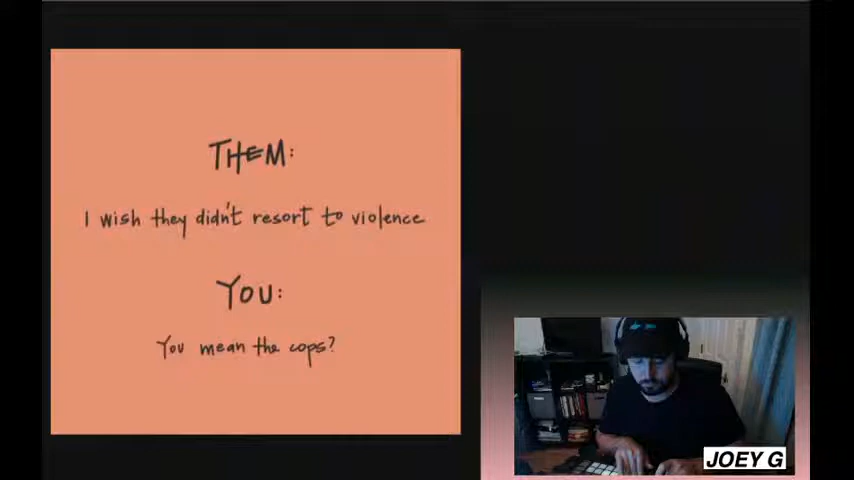 THEM:
I wish they didn't resort to violence
YOU:
You mean the cops?
JOEY G